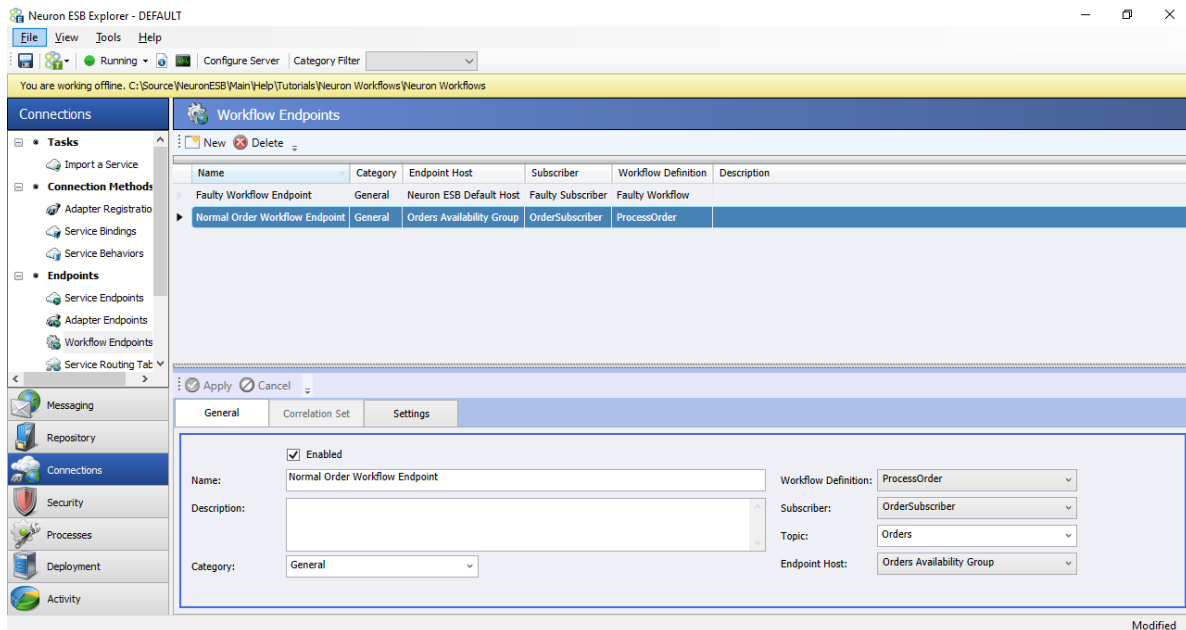 Neuron ESB Explorer - DEFAULT
File View Tools Help
Running Configure Server Category Filter
You are working offline. C:\Source\NeuronESB\Main\Help\Tutorials\Neuron Workflows\Neuron Workflows
Connections
Tasks
Import a Service
Connection Methods
Adapter Registratio
Service Bindings
Service Behaviors
Endpoints
Service Endpoints
Adapter Endpoints
Workflow Endpoints
Service Routing Tab
Messaging
Repository
Connections
Security
Processes
Deployment
Activity
Workflow Endpoints
New Delete
Name Category Endpoint Host Subscriber Workflow Definition Description
Faulty Workflow Endpoint General Neuron ESB Default Host Faulty Subscriber Faulty Workflow
Normal Order Workflow Endpoint General Orders Availability Group OrderSubscriber ProcessOrder
Apply Cancel
General Correlation Set Settings
Enabled
Name: Normal Order Workflow Endpoint
Description:
Category: General
Workflow Definition: ProcessOrder
Subscriber: OrderSubscriber
Topic: Orders
Endpoint Host: Orders Availability Group
Modified